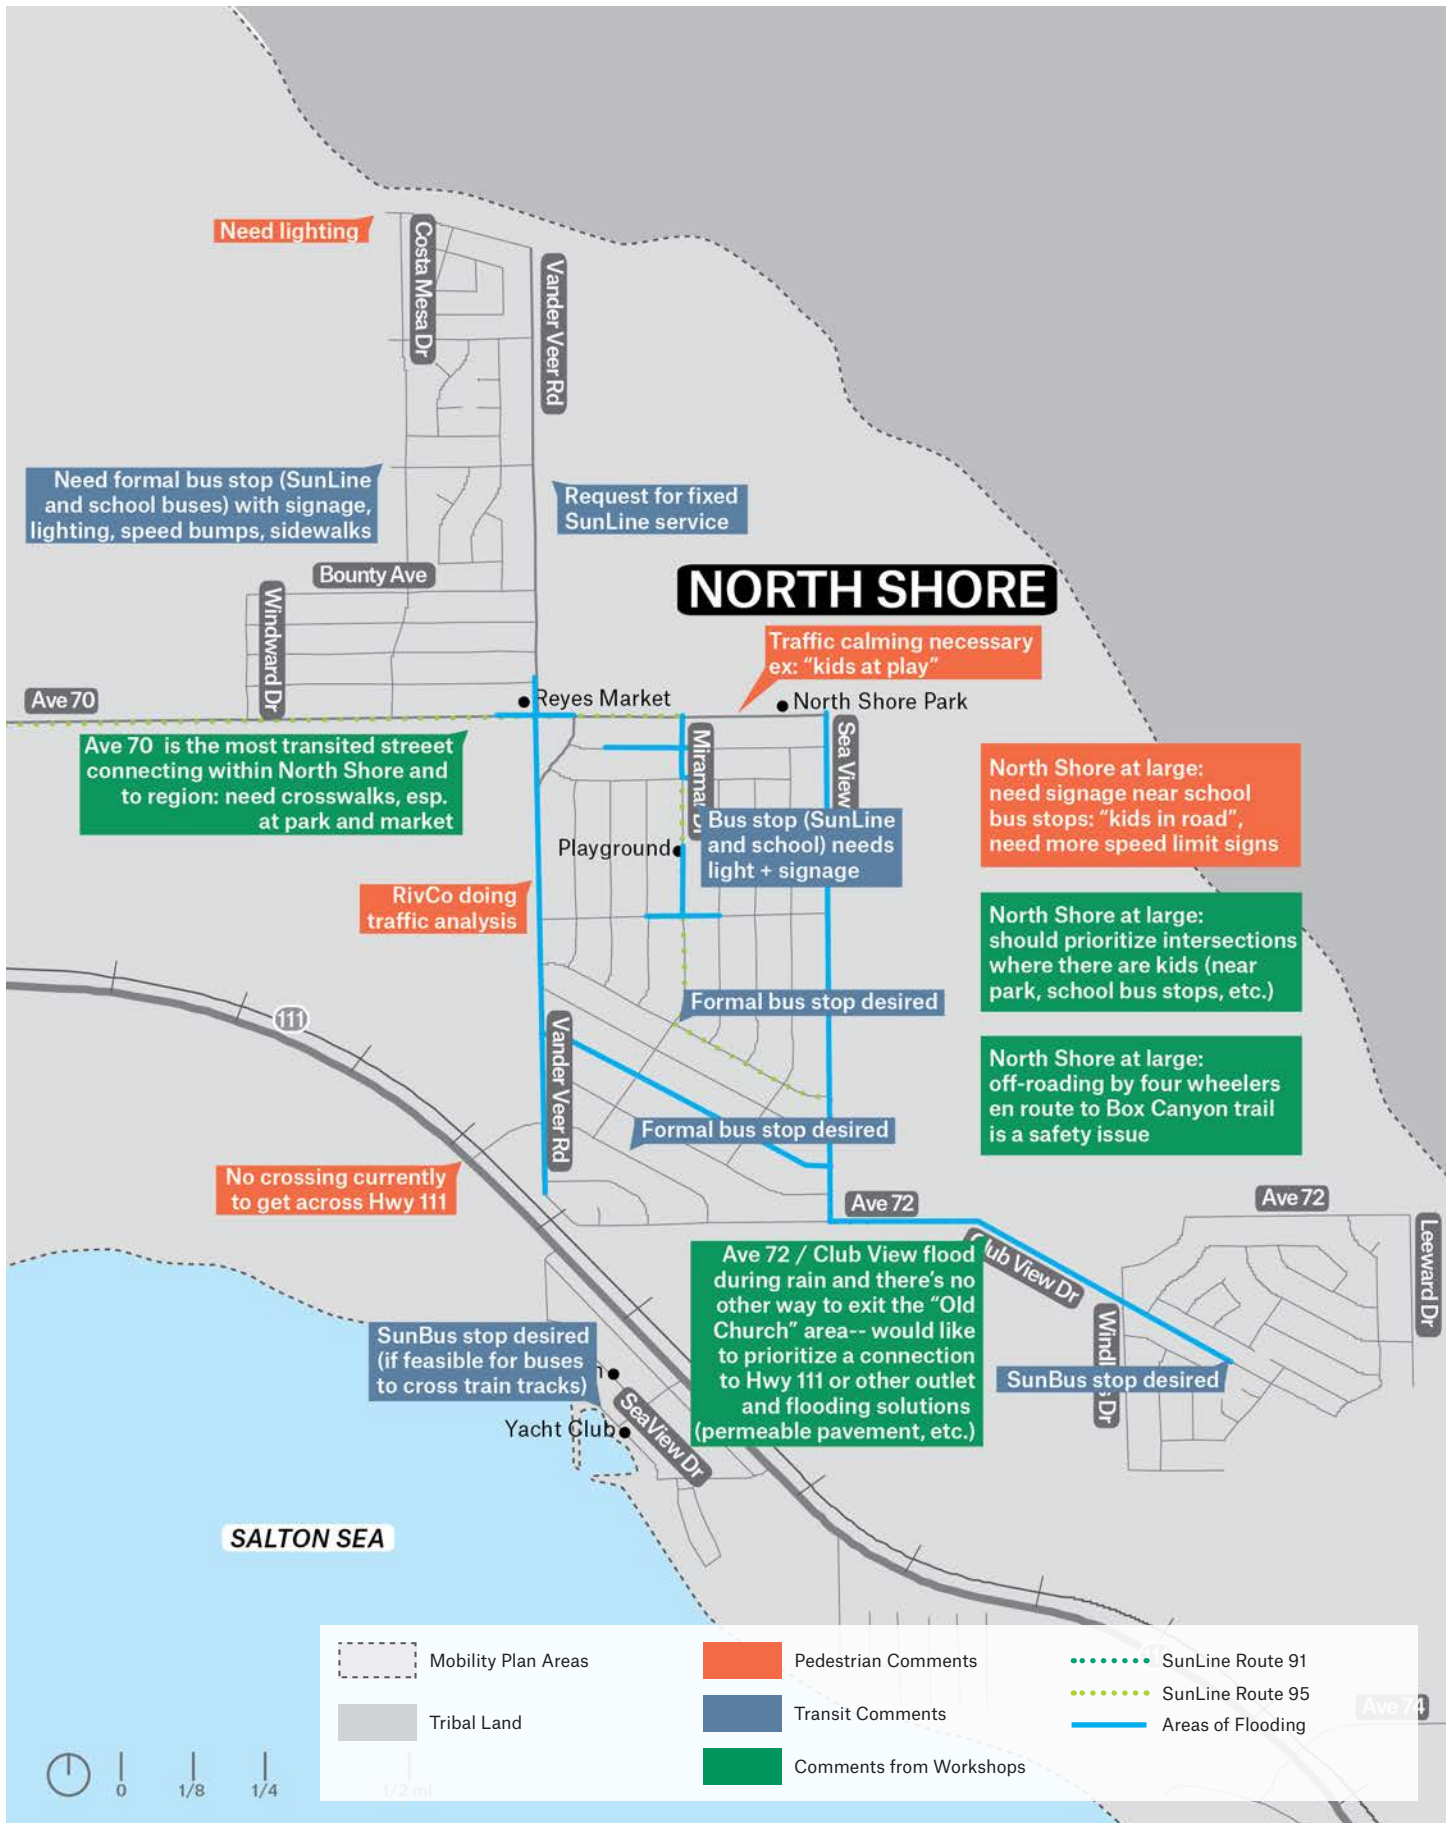 Need lighting
Costa Mesa Dr
Vander Veer Rd
Need formal bus stop (SunLine
and school buses) with signage,
lighting, speed bumps, sidewalks
Request for fixed
SunLine service
Bounty Ave
NORTH SHORE
Windward Dr
Traffic calming necessary
ex: “kids at play”
Ave 70
Reyes Market
North Shore Park
Ave 70 is the most transited streeet
connecting within North Shore and
to region: need crosswalks, esp.
at park and market
Sea View
North Shore at large:
need signage near school
bus stops: “kids in road”,
need more speed limit signs
Bus stop (SunLine
and school) needs
light + signage
Playground
RivCo doing
traffic analysis
North Shore at large:
should prioritize intersections
where there are kids (near
park, school bus stops, etc.)
Formal bus stop desired
111
Vander Veer Rd
North Shore at large:
off-roading by four wheelers
en route to Box Canyon trail
is a safety issue
Formal bus stop desired
No crossing currently
to get across Hwy 111
Ave 72
Ave 72
Leeward Dr
Club View Dr
Ave 72 / Club View flood
during rain and there’s no
other way to exit the “Old
Church” area-- would like
to prioritize a connection
to Hwy 111 or other outlet
and flooding solutions
(permeable pavement, etc.)
SunBus stop desired
(if feasible for buses
to cross train tracks)
SunBus stop desired
Yacht Club
SeaView Dr
SALTON SEA
Mobility Plan Areas
Tribal Land
Pedestrian Comments
Transit Comments
Comments from Workshops
SunLine Route 91
SunLine Route 95
Areas of Flooding
Ave 74
0 1/8 1/4 1/2 mi